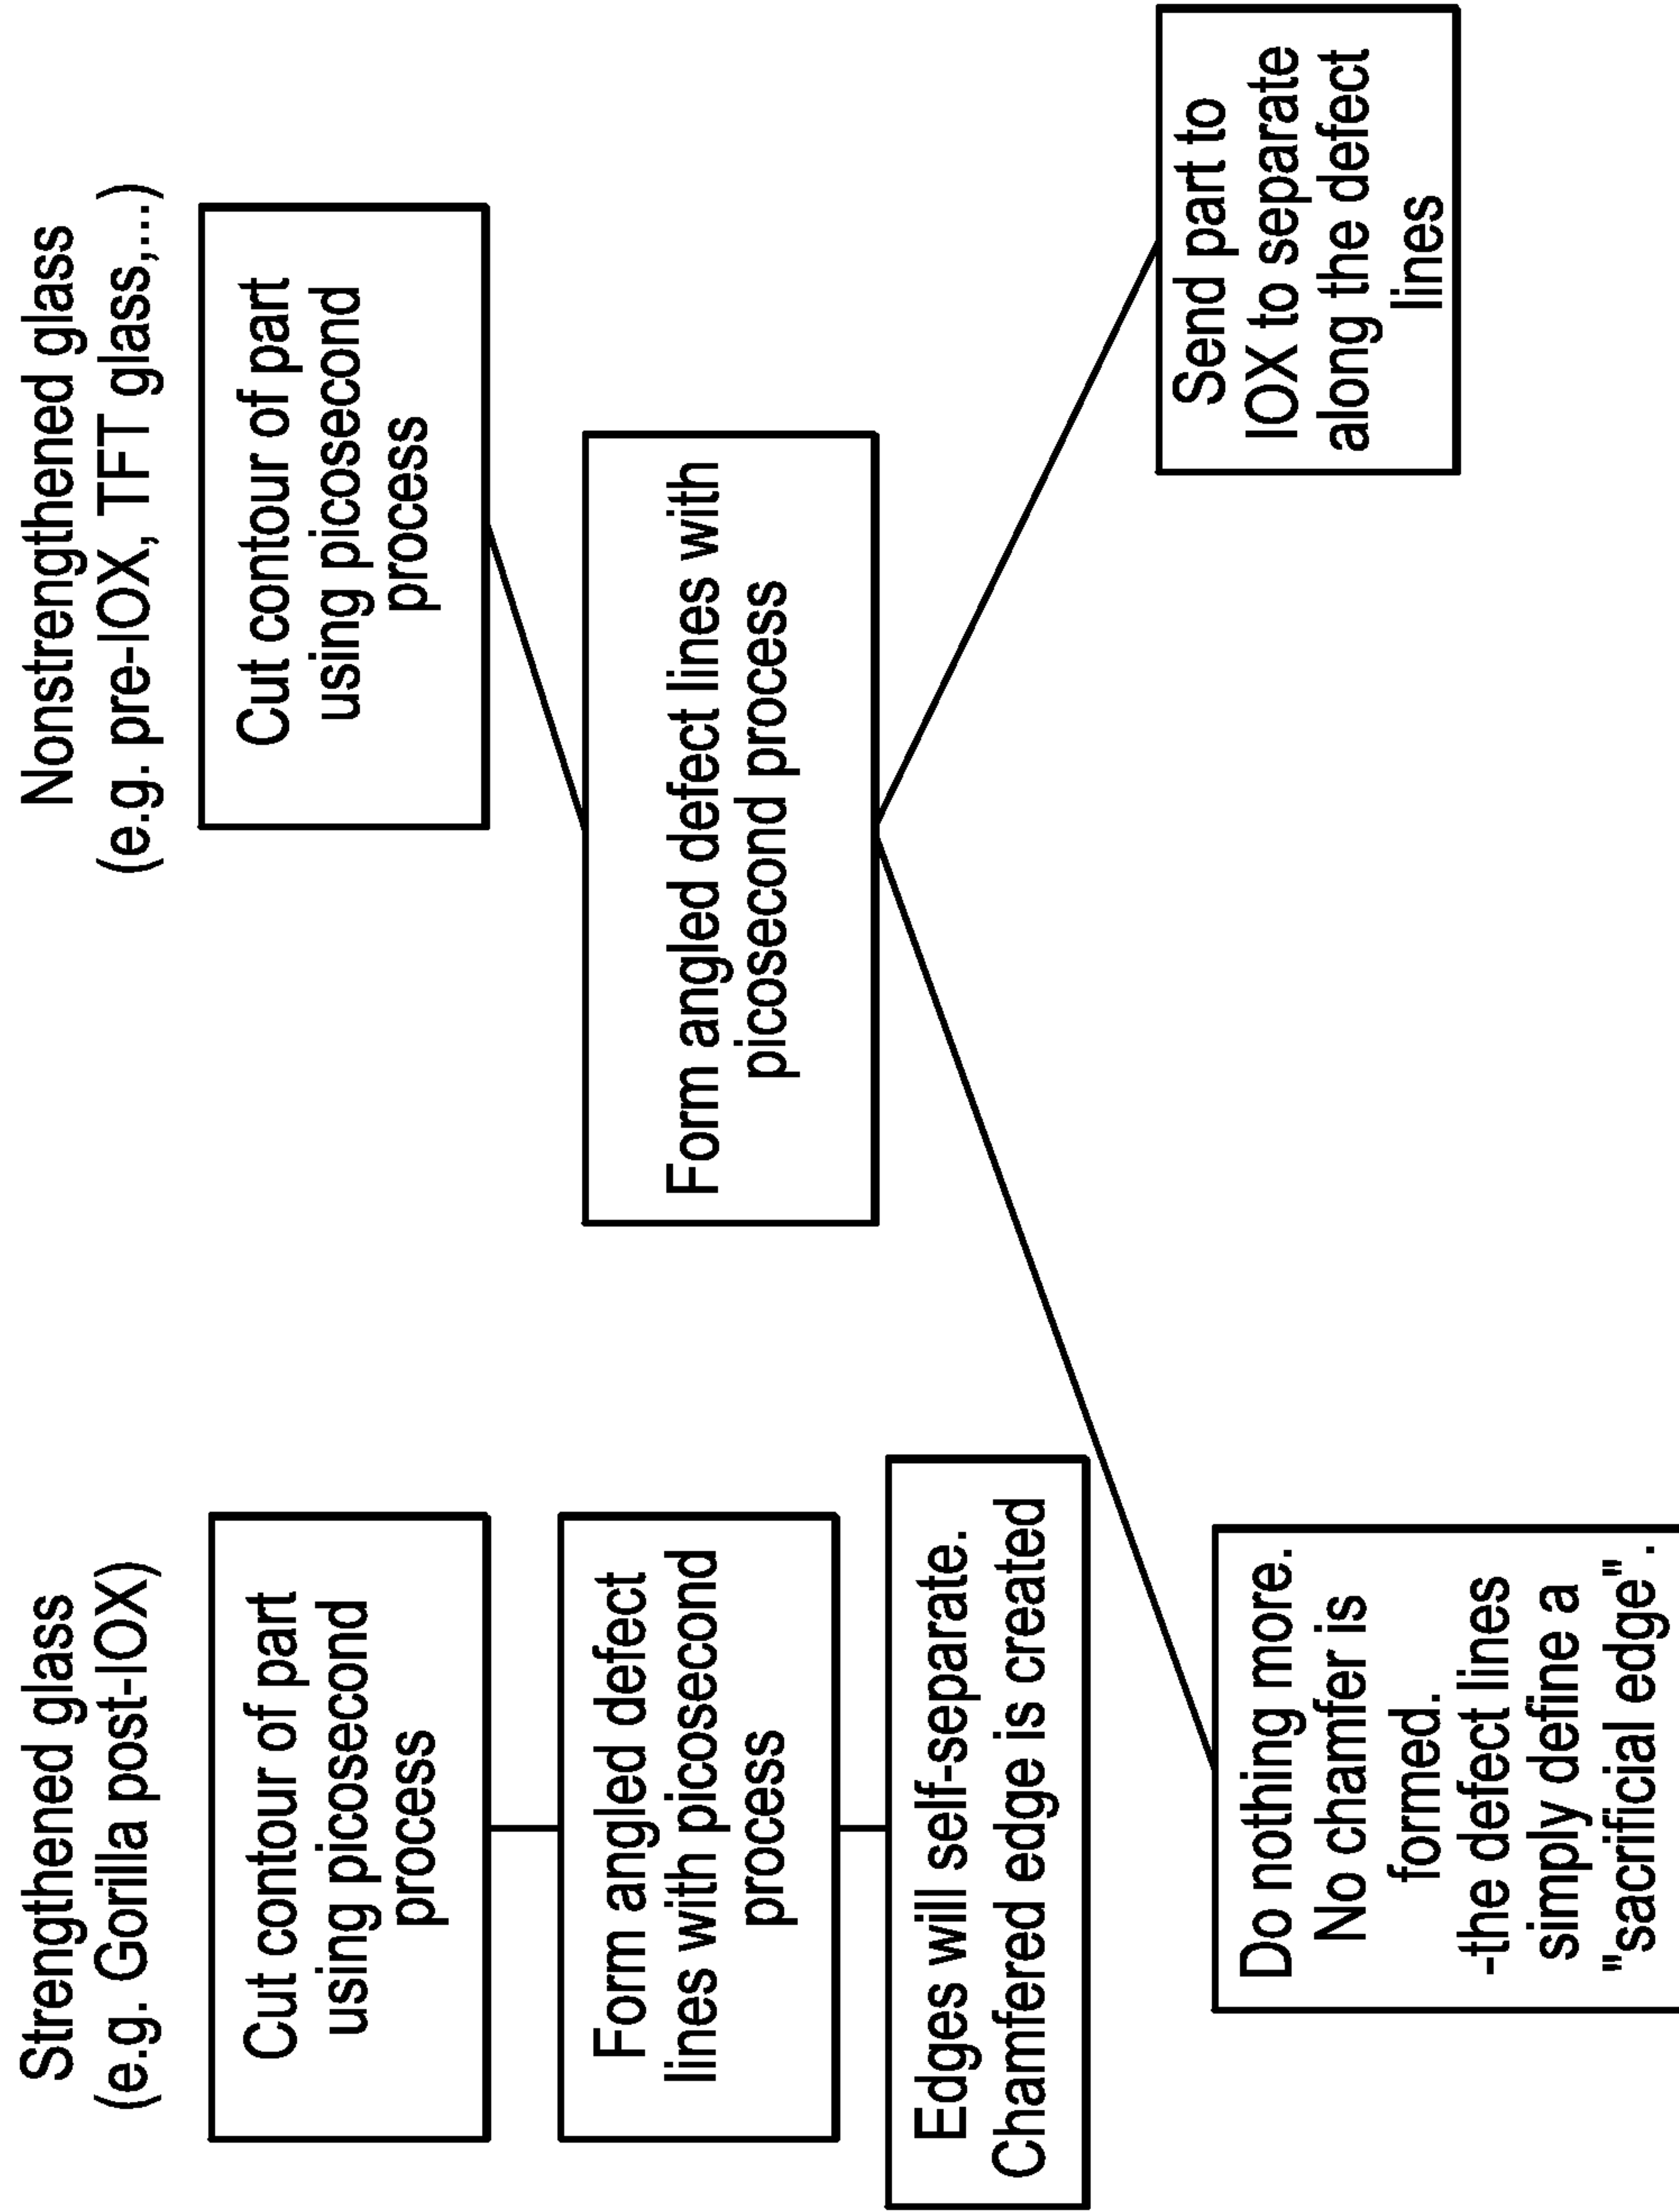 Strengthened glass
(e.g. Gorilla post-IOX)
Cut contour of part
using picosecond
process
Form angled defect
lines with picosecond
process
Edges will self-separate.
Chamfered edge is created
Nonstrengthened glass
(e.g. pre-IOX, TFT glass,...)
Cut contour of part
using picosecond
process
Form angled defect lines with
picosecond process
Do nothing more.
No chamfer is
formed.
-the defect lines
simply define a
"sacrificial edge".
Send part to
IOX to separate
along the defect
lines